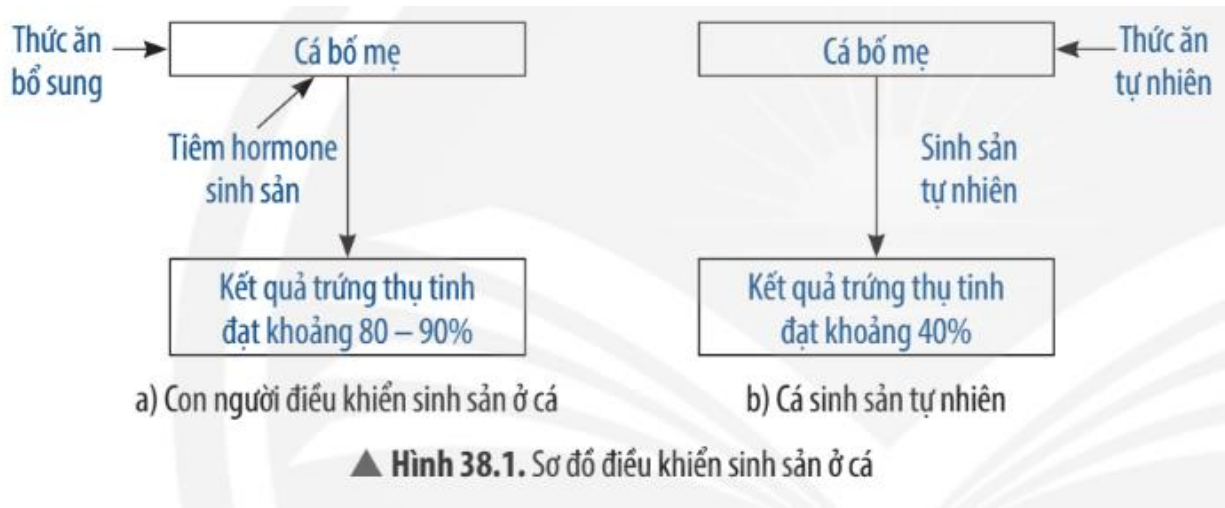 Thức ăn
bổ sung
Cá bố mẹ
Tiêm hormone
sinh sản
Kết quả trứng thụ tinh
đạt khoảng 80 – 90%
a) Con người điều khiển sinh sản ở cá
Cá bố mẹ
Thức ăn
tự nhiên
Sinh sản
tự nhiên
Kết quả trứng thụ tinh
đạt khoảng 40%
b) Cá sinh sản tự nhiên
▲ Hình 38.1. Sơ đồ điều khiển sinh sản ở cá